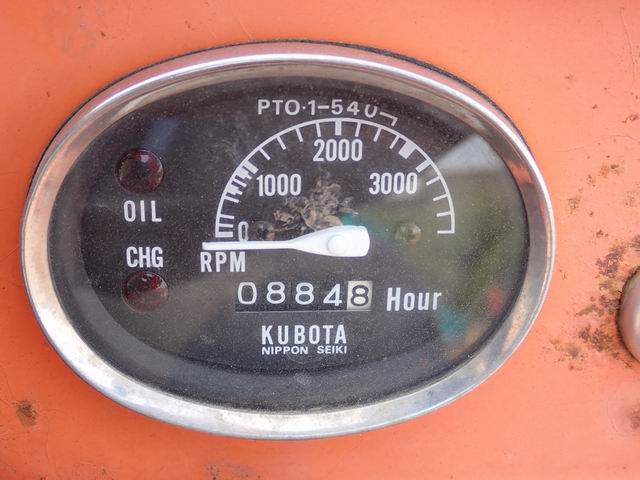 PTO·1-540
2000
1000
3000
0
OIL
CHG
RPM
08848 Hour
KUBOTA
NIPPON SEIKI